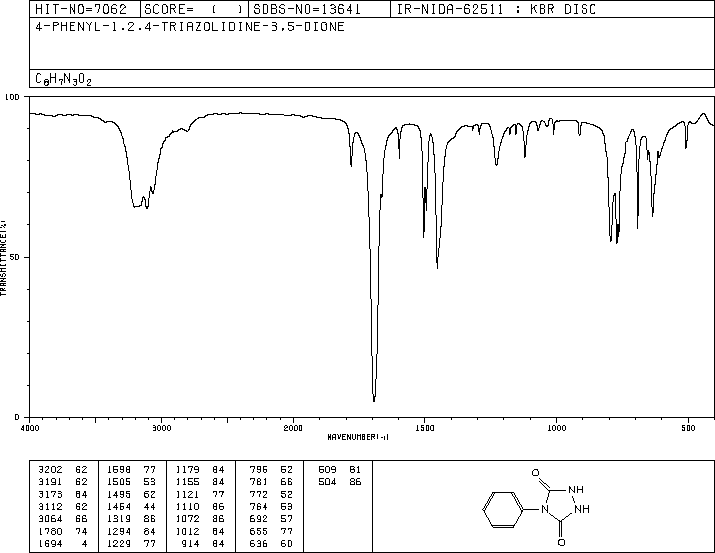 HIT-NO=7062 SCORE= ( ) SDBS-NO=13641 IR-NIDA-62511 : KBR DISC
4-PHENYL-1,2,4-TRIAZOLIDINE-3,5-DIONE
C8H7N3O2
100
50
0
TRANSMITTANCE(%)
4000 3000 2000 1500 1000 500
WAVENUMBER(-1)
3202 62 1598 77 1179 84 796 52 509 81
3191 62 1505 53 1155 84 781 66 504 86
3173 64 1495 62 1121 77 772 52
3112 62 1454 44 1110 86 764 53
3064 66 1319 86 1072 86 692 57
1780 74 1294 84 1012 84 655 77
1694 4 1229 77 914 84 636 60
O
NH
N
NH
O